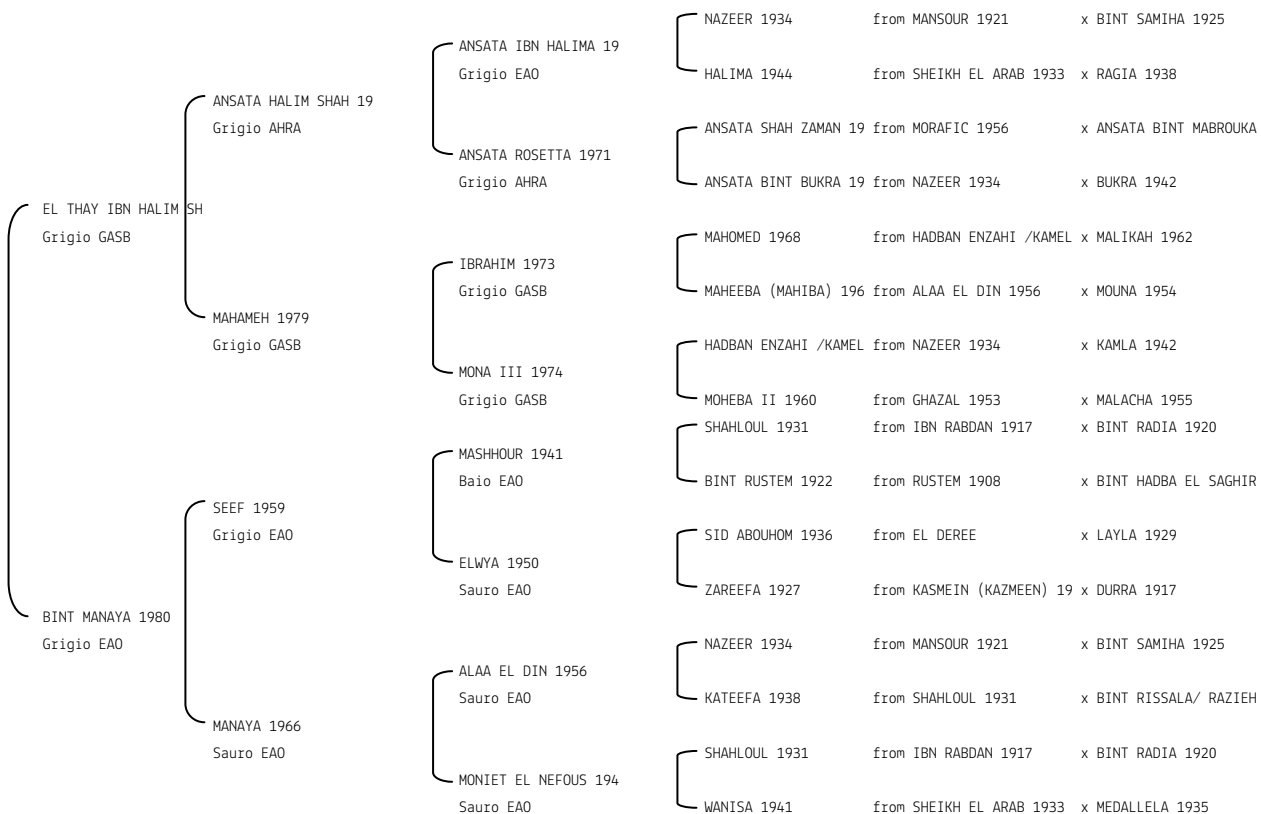 NAZEER 1934 from MANSOUR 1921 x BINT SAMIHA 1925
ANSATA IBN HALIMA 19
Grigio EAO
HALIMA 1944 from SHEIKH EL ARAB 1933 x RAGIA 1938
ANSATA HALIM SHAH 19
Grigio AHRA
ANSATA SHAH ZAMAN 19 from MORAFIC 1956 x ANSATA BINT MABROUKA
ANSATA ROSETTA 1971
Grigio AHRA
ANSATA BINT BUKRA 19 from NAZEER 1934 x BUKRA 1942
EL THAY IBN HALIM SH
Grigio GASB
MAHOMED 1968 from HADBAN ENZAHI /KAMEL x MALIKAH 1962
IBRAHIM 1973
Grigio GASB
MAHEEBA (MAHIBA) 196 from ALAA EL DIN 1956 x MOUNA 1954
MAHAMEH 1979
Grigio GASB
HADBAN ENZAHI /KAMEL from NAZEER 1934 x KAMLA 1942
MONA III 1974
Grigio GASB
MOHEBA II 1960 from GHAZAL 1953 x MALACHA 1955
SHAHLOUL 1931 from IBN RABDAN 1917 x BINT RADIA 1920
MASHHOUR 1941
Baio EAO
BINT RUSTEM 1922 from RUSTEM 1908 x BINT HADBA EL SAGHIR
SEEF 1959
Grigio EAO
SID ABOUHOM 1936 from EL DEREE x LAYLA 1929
ELWYA 1950
Sauro EAO
ZAREEFA 1927 from KASMEIN (KAZMEEN) 19 x DURRA 1917
BINT MANAYA 1980
Grigio EAO
NAZEER 1934 from MANSOUR 1921 x BINT SAMIHA 1925
ALAA EL DIN 1956
Sauro EAO
KATEEFA 1938 from SHAHLOUL 1931 x BINT RISSALA/ RAZIEH
MANAYA 1966
Sauro EAO
SHAHLOUL 1931 from IBN RABDAN 1917 x BINT RADIA 1920
MONIET EL NEFOUS 194
Sauro EAO
WANISA 1941 from SHEIKH EL ARAB 1933 x MEDALLELA 1935